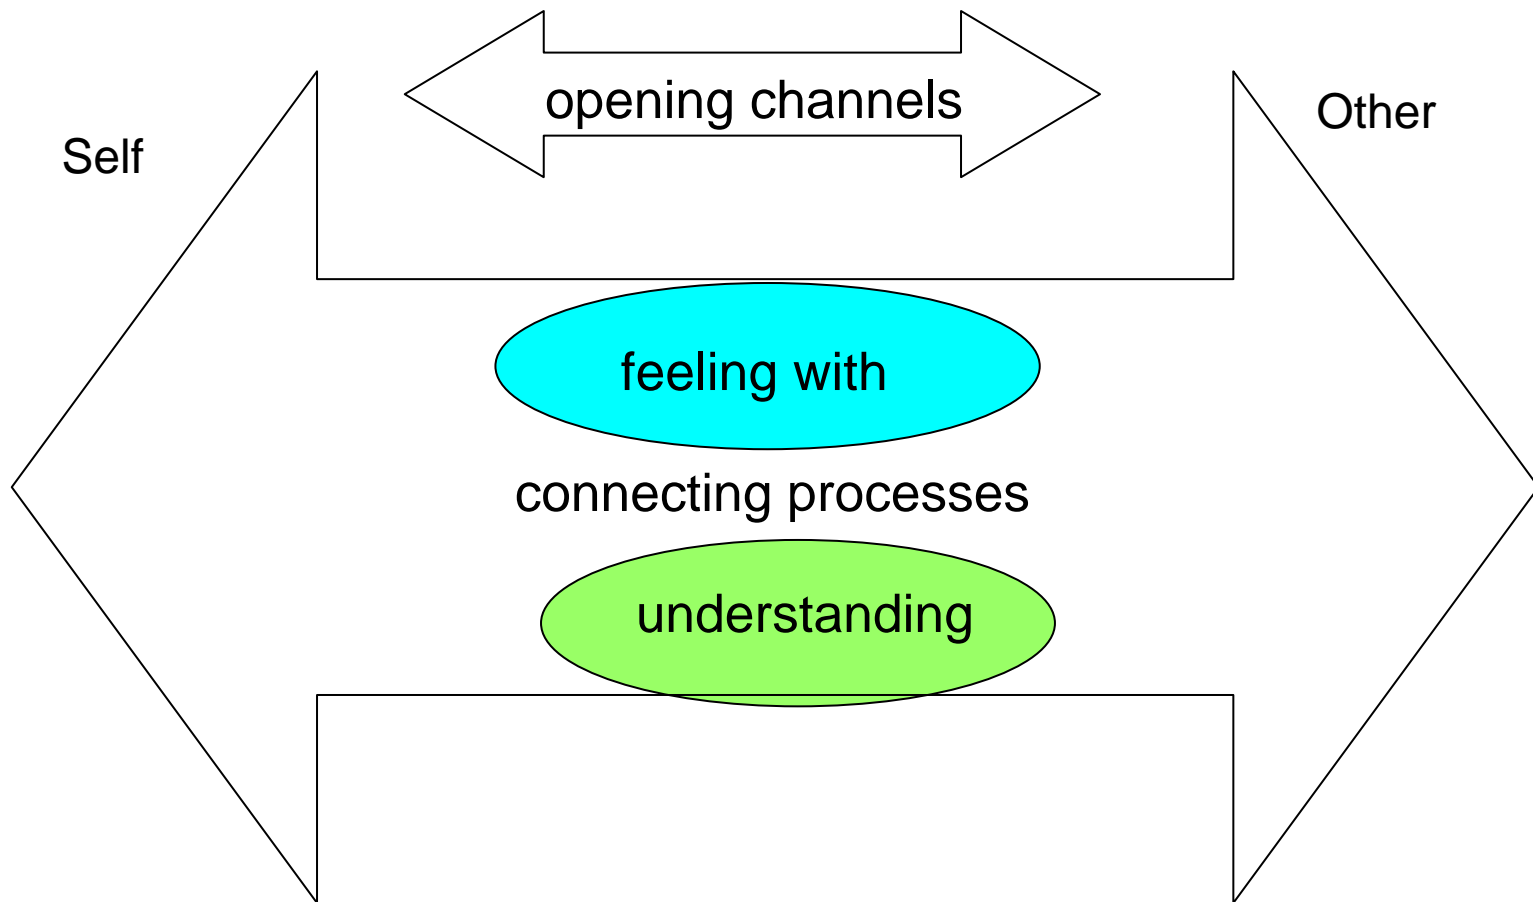 opening channels
Self
Other
feeling with
connecting processes
understanding